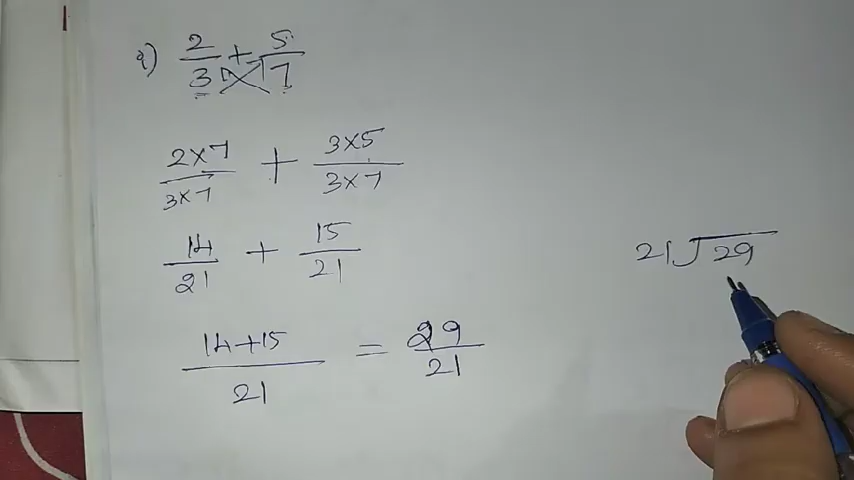 २) 2/3 + 5/7
2×7/3×7 + 3×5/3×7
14/21 + 15/21
21√29
14+15/21 = 29/21